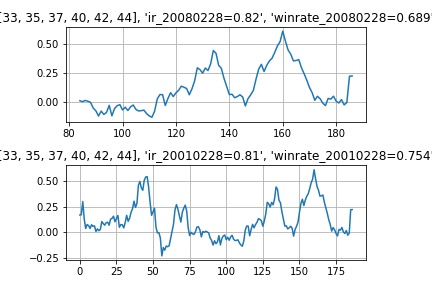 [33, 35, 37, 40, 42, 44], 'ir_20080228=0.82', 'winrate_20080228=0.689'
0.50
0.25
0.00
80 100 120 140 160 180
[33, 35, 37, 40, 42, 44], 'ir_20010228=0.81', 'winrate_20010228=0.754'
0.50
0.25
0.00
−0.25
0 25 50 75 100 125 150 175